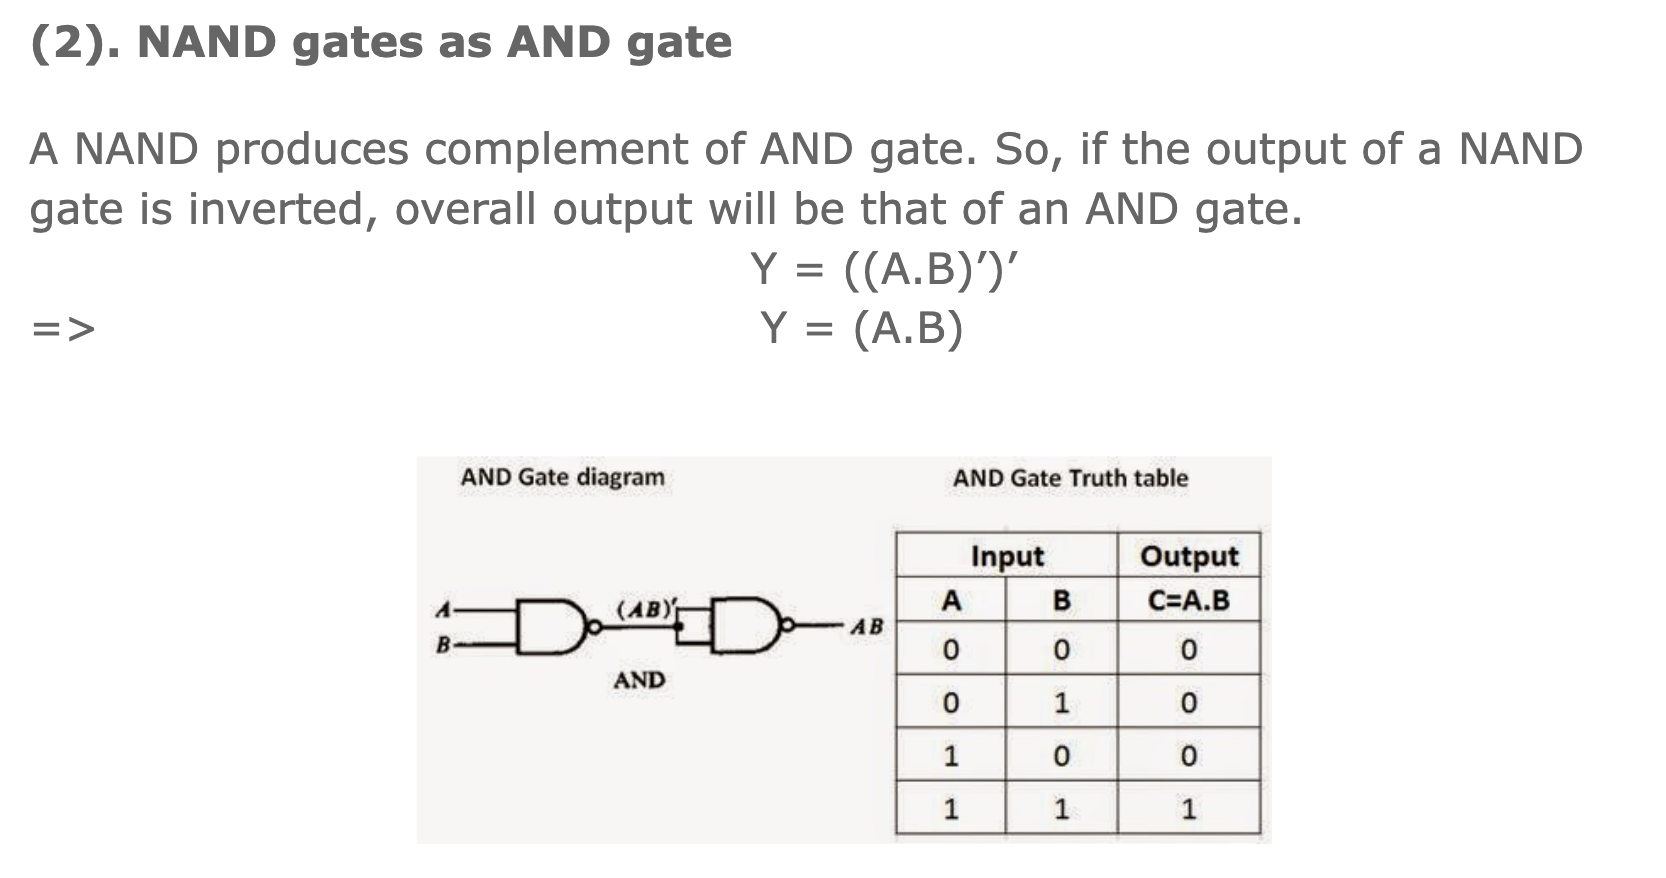 (2). NAND gates as AND gate
A NAND produces complement of AND gate. So, if the output of a NAND
gate is inverted, overall output will be that of an AND gate.
Y = ((A.B)′)′
=> Y = (A.B)
AND Gate diagram
A
B
(AB)'
AB
AND
AND Gate Truth table
Input Output
A B C=A.B
0 0 0
0 1 0
1 0 0
1 1 1